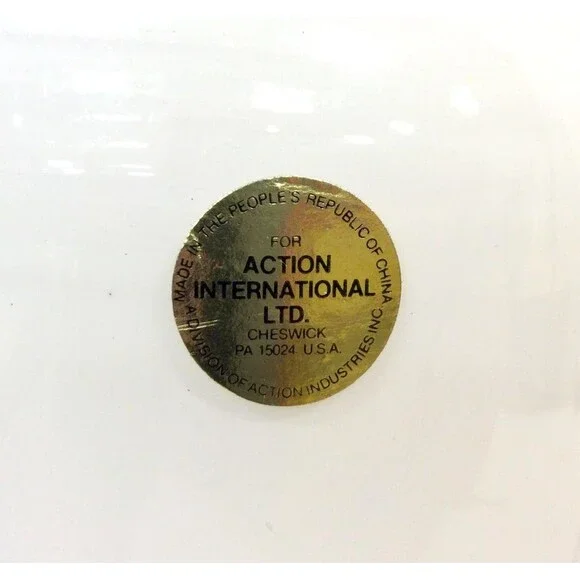 MADE IN THE PEOPLE'S REPUBLIC OF CHINA
FOR
ACTION
INTERNATIONAL
LTD.
CHESWICK
PA 15024 U.S.A.
A DIVISION OF ACTION INDUSTRIES INC.